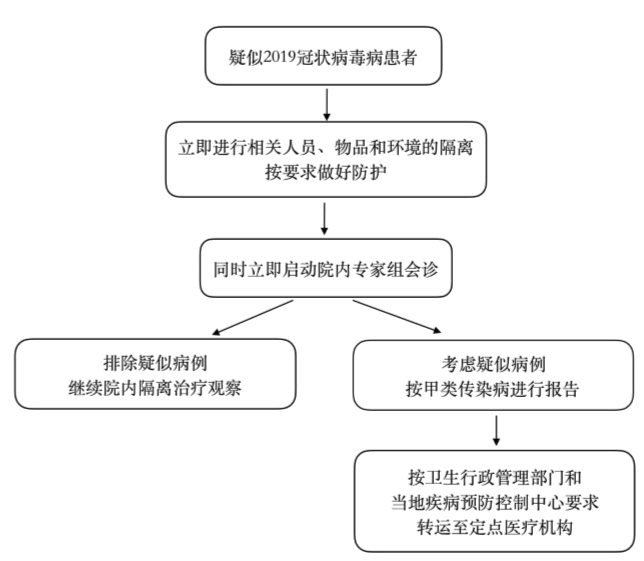 疑似2019冠状病毒病患者
立即进行相关人员、物品和环境的隔离
按要求做好防护
同时立即启动院内专家组会诊
排除疑似病例
继续院内隔离治疗观察
考虑疑似病例
按甲类传染病进行报告
按卫生行政管理部门和
当地疾病预防控制中心要求
转运至定点医疗机构